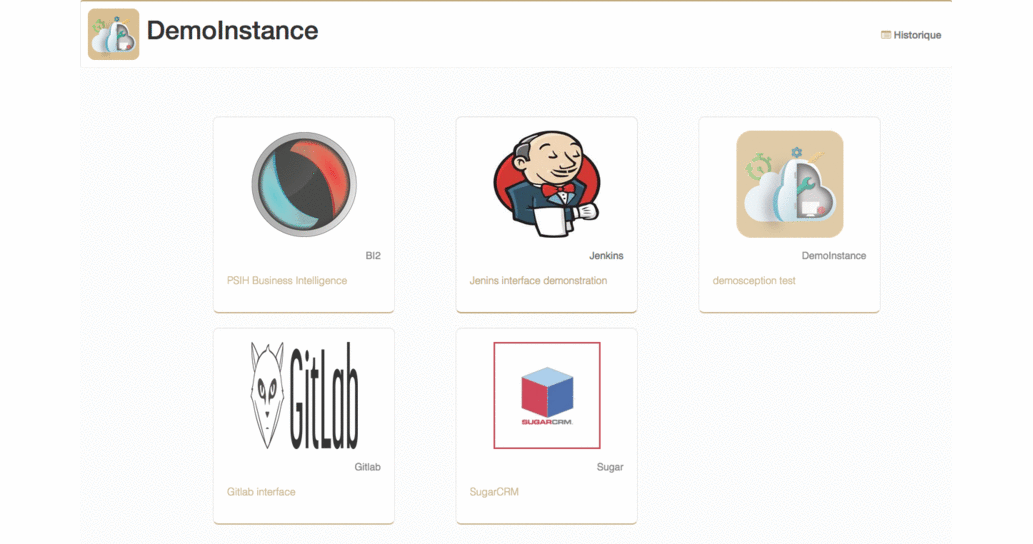 DemoInstance
Historique
BI2
PSIH Business Intelligence
Jenkins
Jenins interface demonstration
DemoInstance
demosception test
GitLab
Gitlab
Gitlab interface
SUGARCRM.
Sugar
SugarCRM